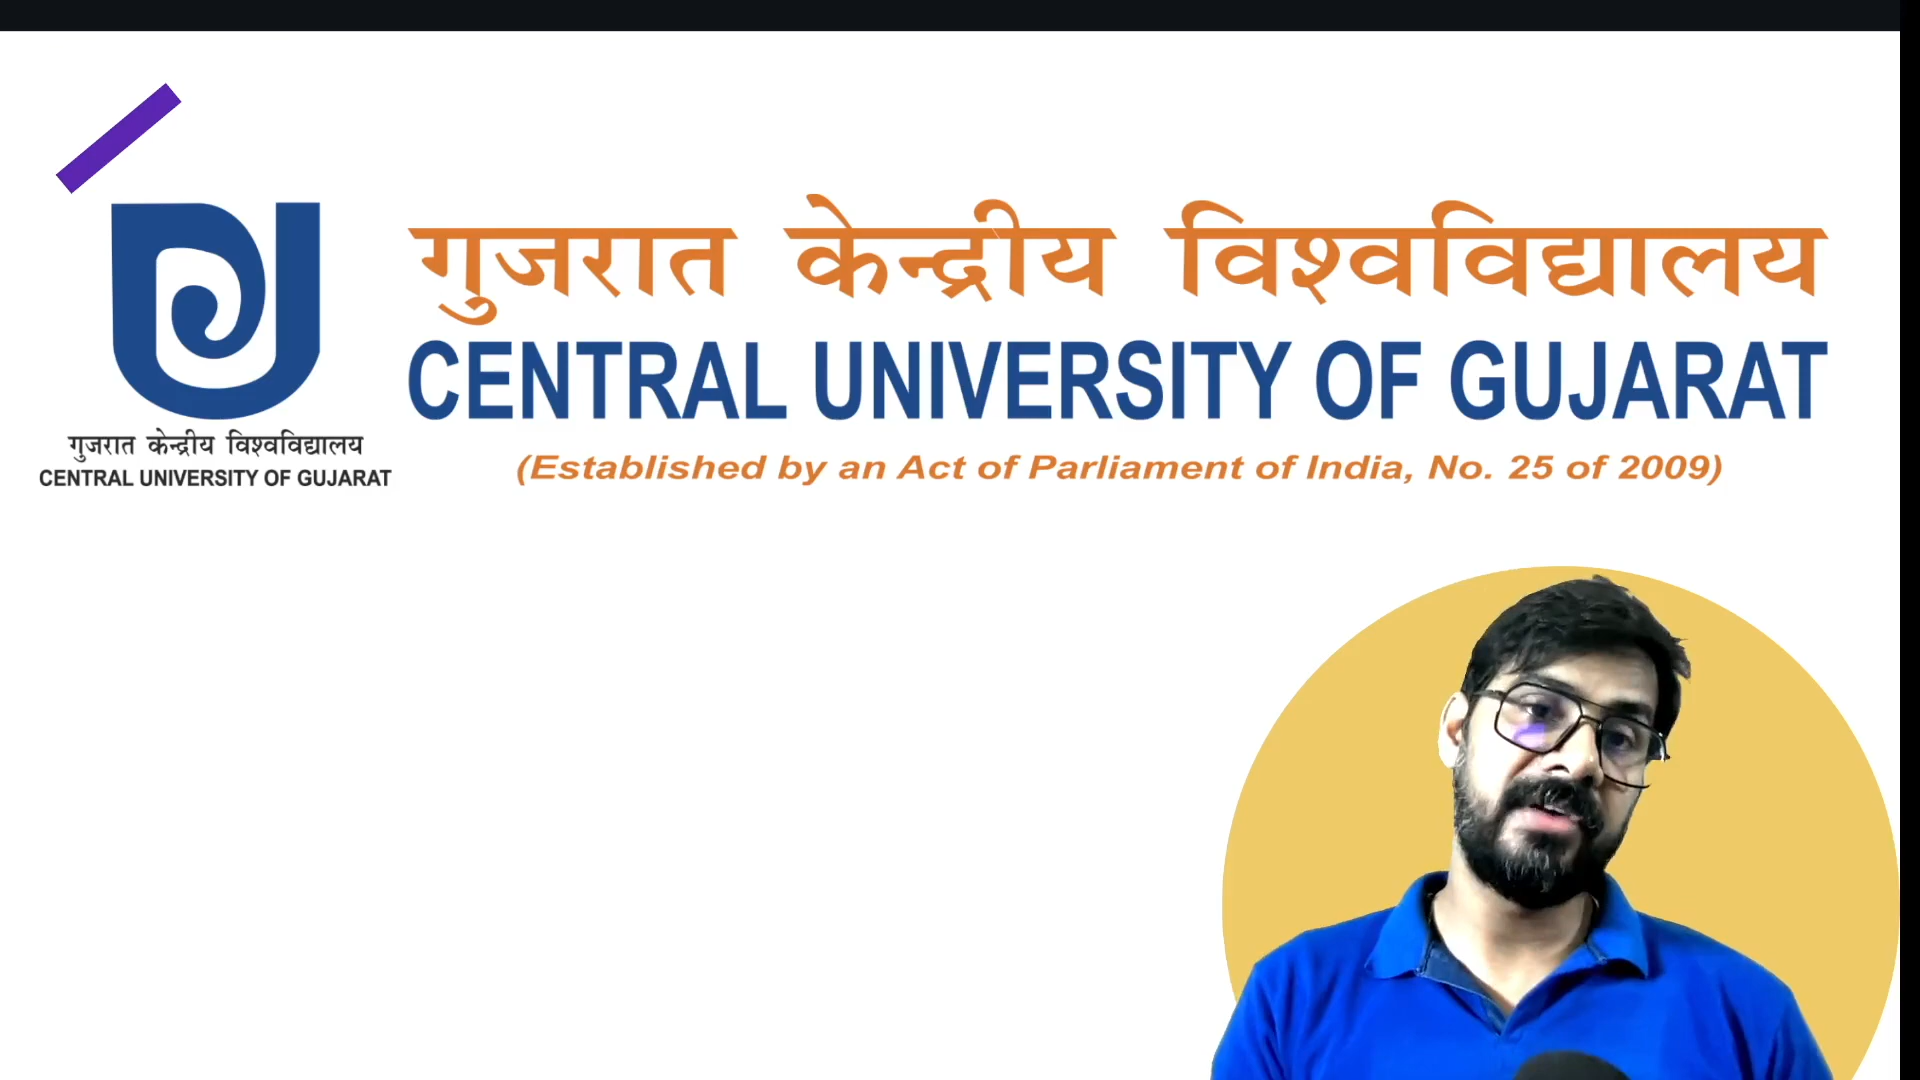 गुजरात केन्द्रीय विश्वविद्यालय
CENTRAL UNIVERSITY OF GUJARAT
(Established by an Act of Parliament of India, No. 25 of 2009)
गुजरात केन्द्रीय विश्वविद्यालय
CENTRAL UNIVERSITY OF GUJARAT